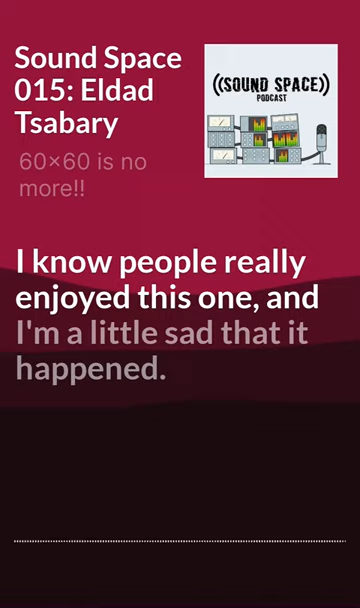 Sound Space
015: Eldad
Tsabary
60×60 is no
more!!
((SOUND SPACE))
PODCAST
I know people really
enjoyed this one, and
I'm a little sad that it
happened.